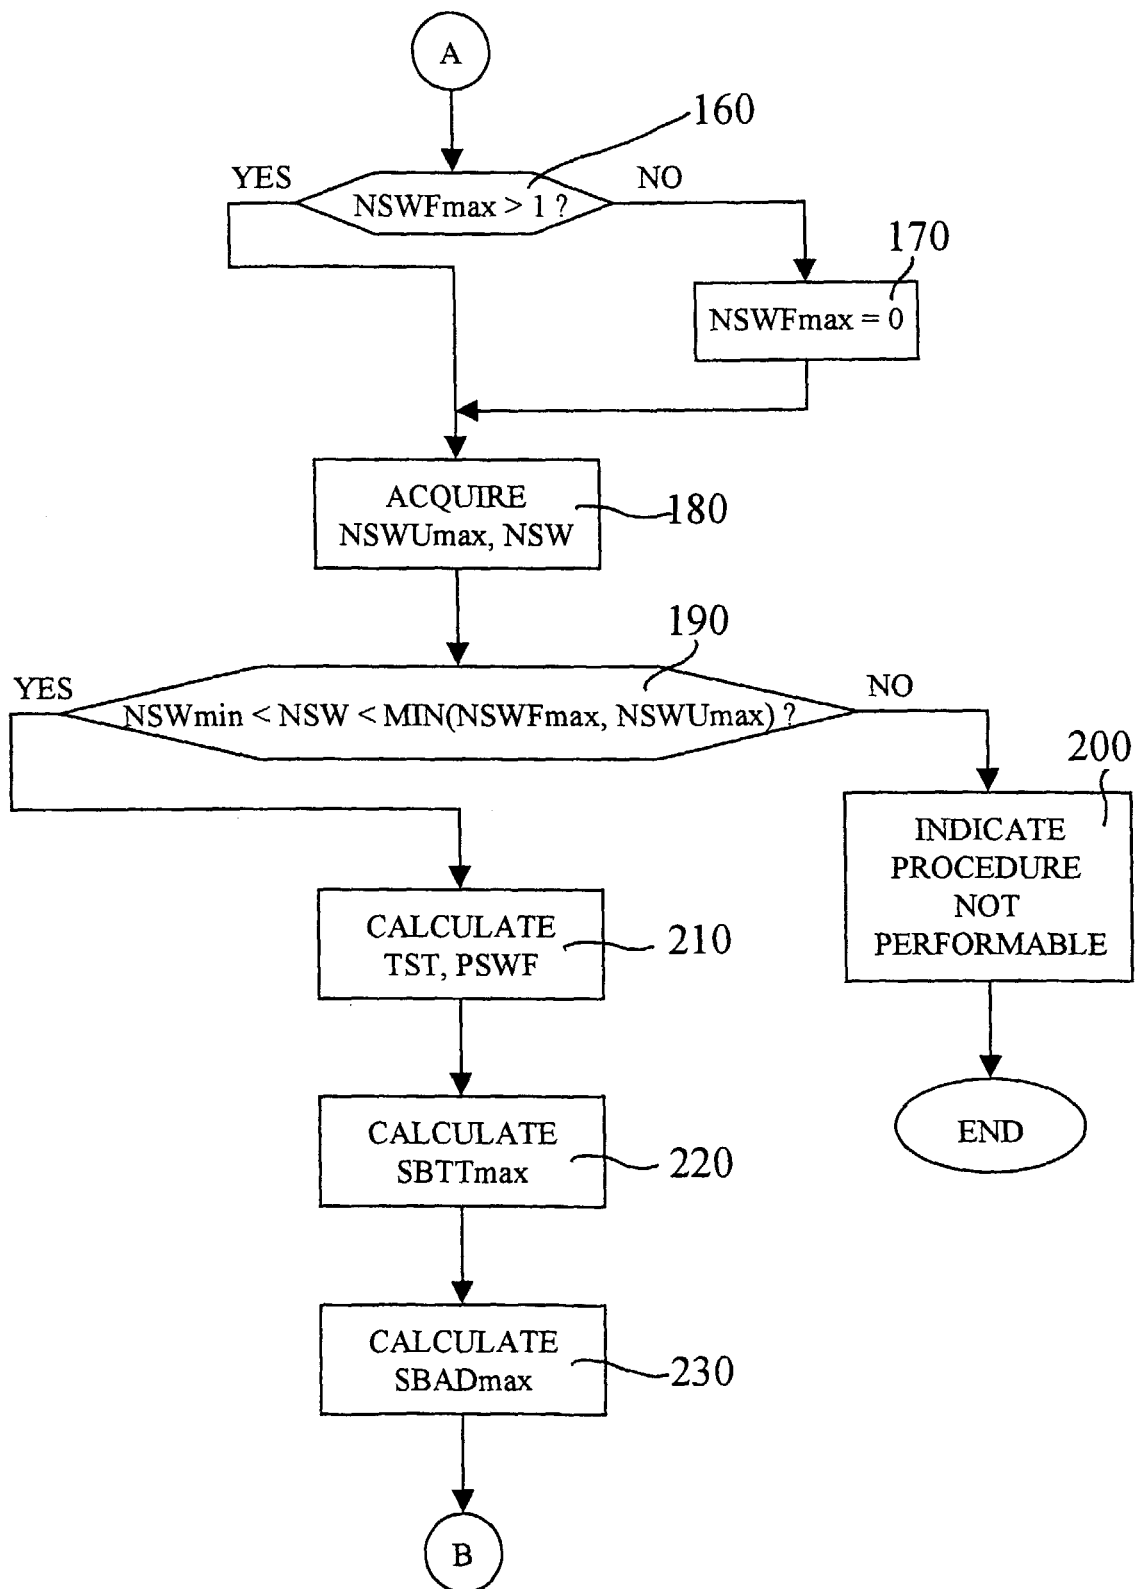 A
160
YES
NO
NSWFmax > 1 ?
170
NSWFmax = 0
ACQUIRE
NSWUmax, NSW
180
190
YES
NO
NSWmin < NSW < MIN(NSWFmax, NSWUmax) ?
200
INDICATE
PROCEDURE
NOT
PERFORMABLE
CALCULATE
TST, PSWF
210
END
CALCULATE
SBTTmax
220
CALCULATE
SBADmax
230
B